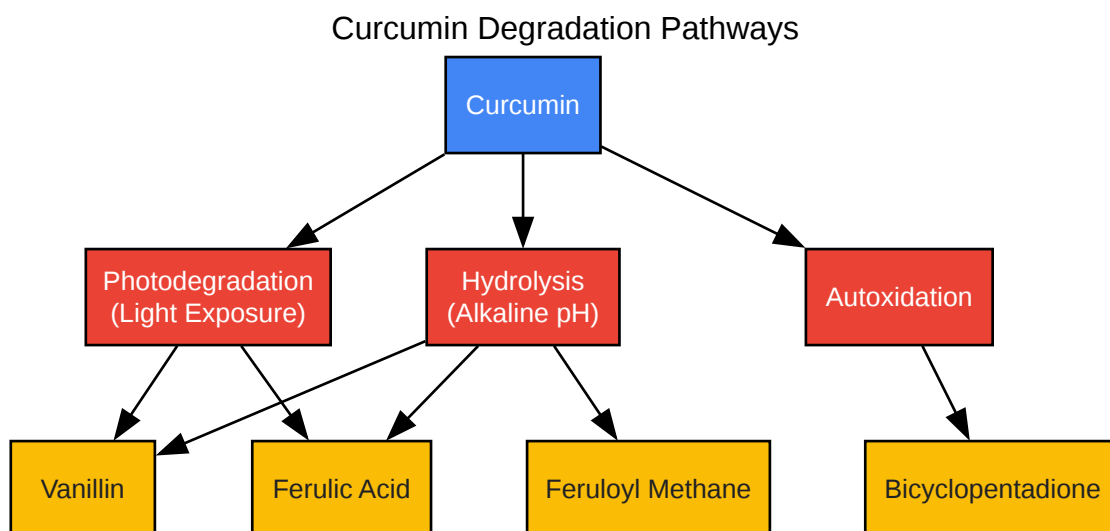 Curcumin Degradation Pathways
Curcumin
Photodegradation
(Light Exposure)
Hydrolysis
(Alkaline pH)
Autoxidation
Vanillin
Ferulic Acid
Feruloyl Methane
Bicyclopentadione